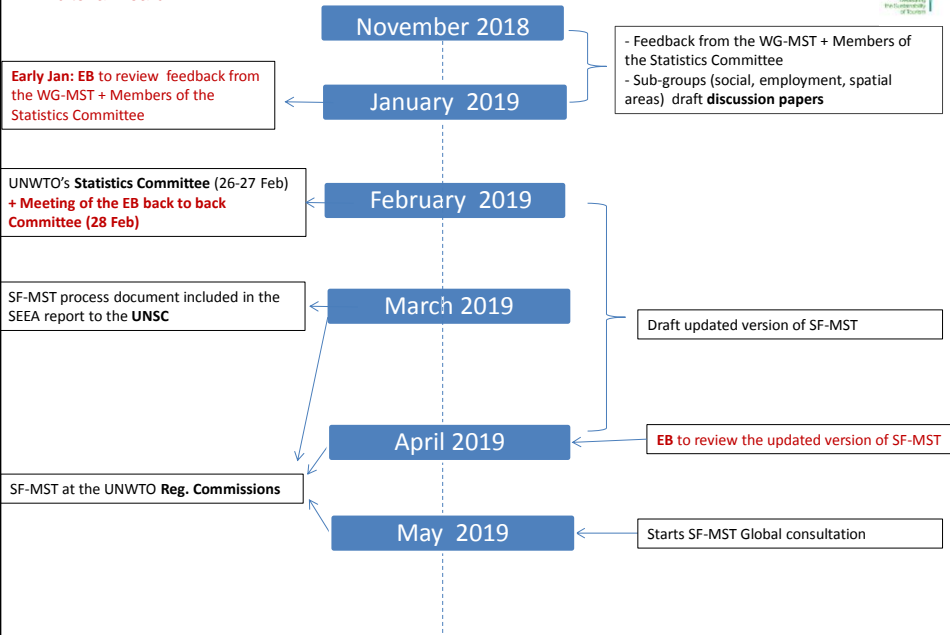 the Sustainability
of Tourism
November 2018
- Feedback from the WG-MST + Members of
the Statistics Committee
- Sub-groups (social, employment, spatial
areas) draft discussion papers
Early Jan: EB to review feedback from
the WG-MST + Members of the
Statistics Committee
January 2019
UNWTO's Statistics Committee (26-27 Feb)
+ Meeting of the EB back to back
Committee (28 Feb)
February 2019
SF-MST process document included in the
SEEA report to the UNSC
March 2019
Draft updated version of SF-MST
April 2019
EB to review the updated version of SF-MST
SF-MST at the UNWTO Reg. Commissions
May 2019
Starts SF-MST Global consultation